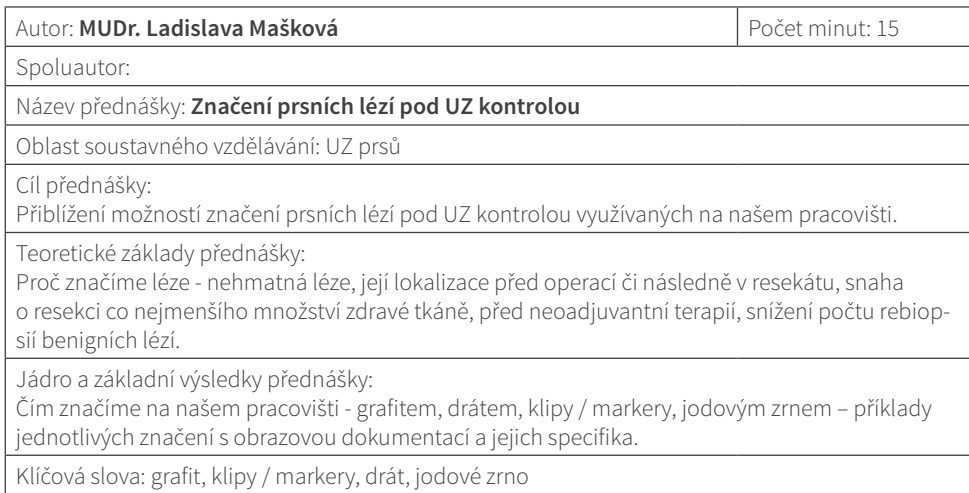 Autor: MUDr. Ladislava Mašková
Počet minut: 15
Spoluautor:
Název přednášky: Značení prsních lézí pod UZ kontrolou
Oblast soustavného vzdělávání: UZ prsů
Cíl přednášky:
Přiblížení možností značení prsních lézí pod UZ kontrolou využívaných na našem pracovišti.
Teoretické základy přednášky:
Proč značíme léze - nehmatná léze, její lokalizace před operací či následně v resekátu, snaha
o resekci co nejmenšího množství zdravé tkáně, před neoadjuvantní terapií, snížení počtu rebiop-
sií benigních lézí.
Jádro a základní výsledky přednášky:
Čím značíme na našem pracovišti - grafitem, drátem, klipy / markery, jodovým zrnem – příklady
jednotlivých značení s obrazovou dokumentací a jejich specifika.
Klíčová slova: grafit, klipy / markery, drát, jodové zrno